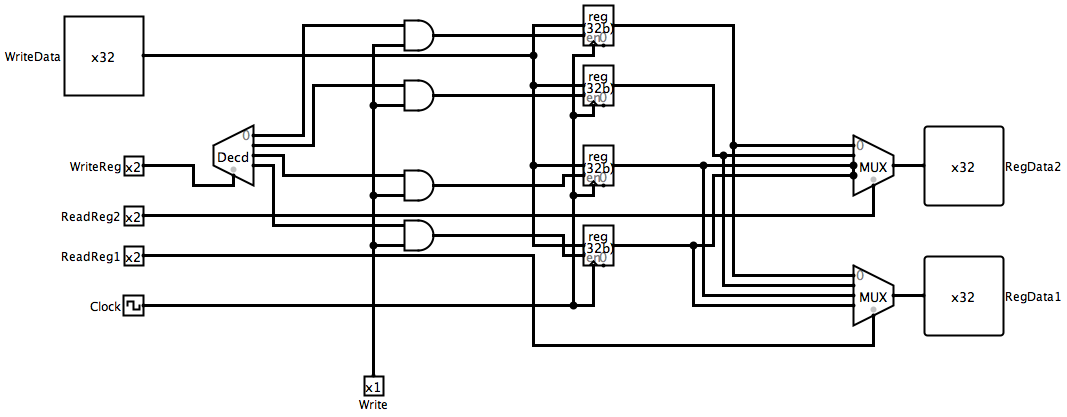 WriteData
x32
WriteReg
x2
ReadReg2
x2
ReadReg1
x2
Clock
0
Decd
x1
Write
reg
32b)
en0
reg
32b)
en0
reg
32b)
en0
reg
32b)
en0
0
MUX
x32
RegData2
0
MUX
x32
RegData1